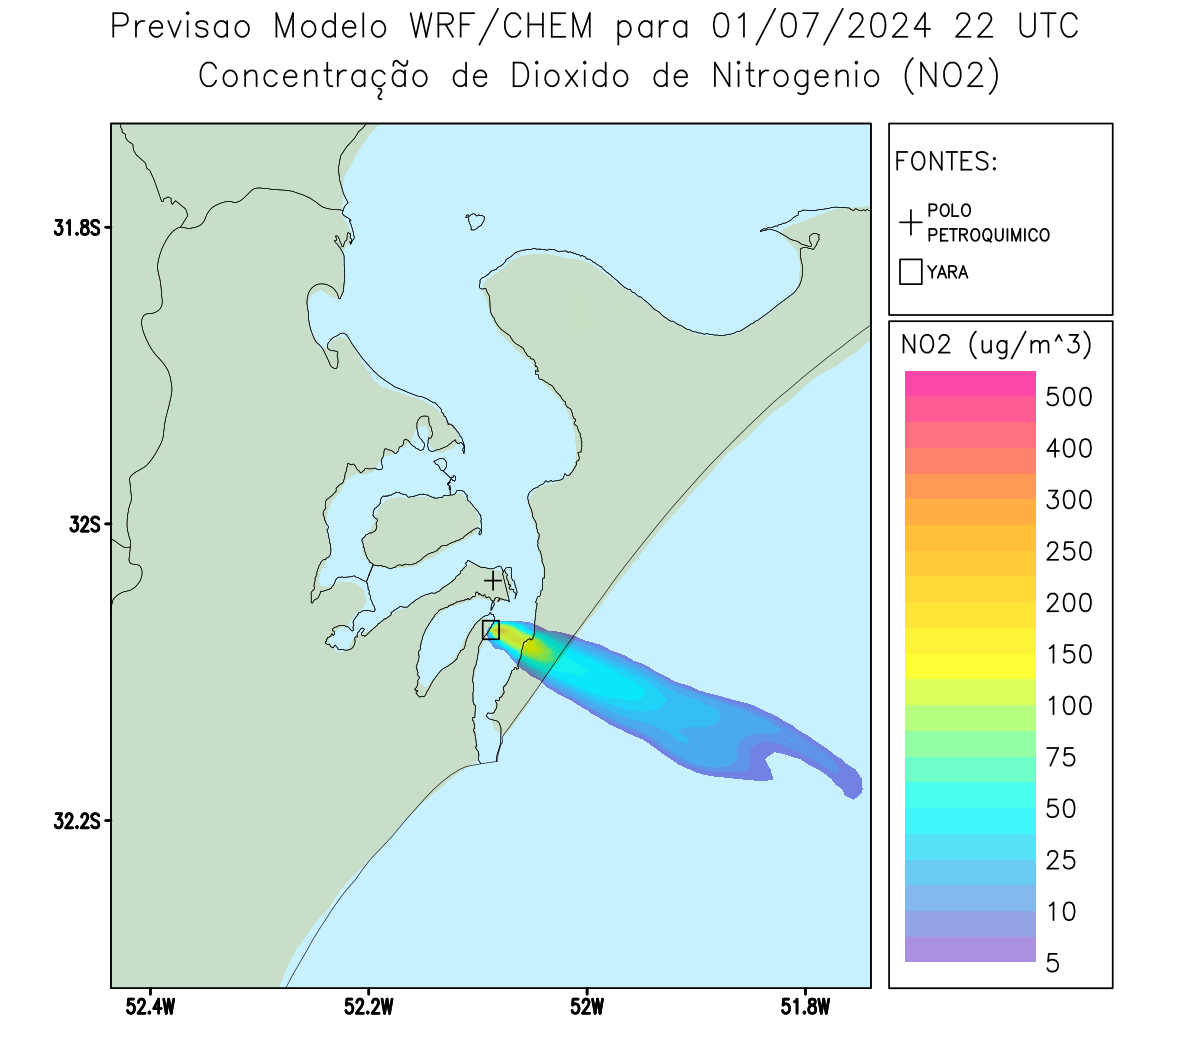 Previsao Modelo WRF/CHEM para 01/07/2024 22 UTC
Concentração de Dioxido de Nitrogenio (NO2)
FONTES:
POLO
PETROQUIMICO
YARA
NO2 (ug/m^3)
500
400
300
250
200
150
100
75
50
25
10
5
31.8S
32S
32.2S
52.4W
52.2W
52W
51.8W